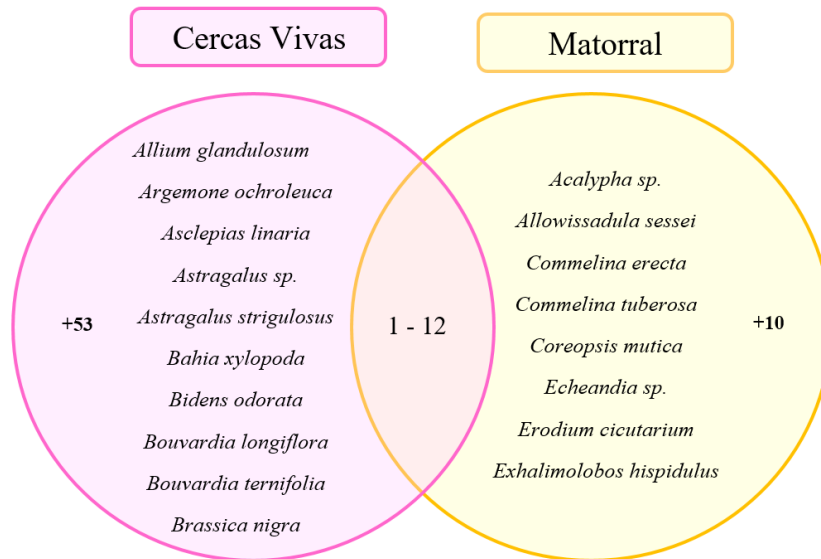 Cercas Vivas
Matorral
Allium glandulosum
Argemone ochroleuca
Asclepias linaria
Astragalus sp.
Astragalus strigulosus
Bahia xylopoda
Bidens odorata
Bouvardia longiflora
Bouvardia ternifolia
Brassica nigra
+53
1 - 12
Acalypha sp.
Allowissadula sessei
Commelina erecta
Commelina tuberosa
Coreopsis mutica
Echeandia sp.
Erodium cicutarium
Exhalimolobos hispidulus
+10